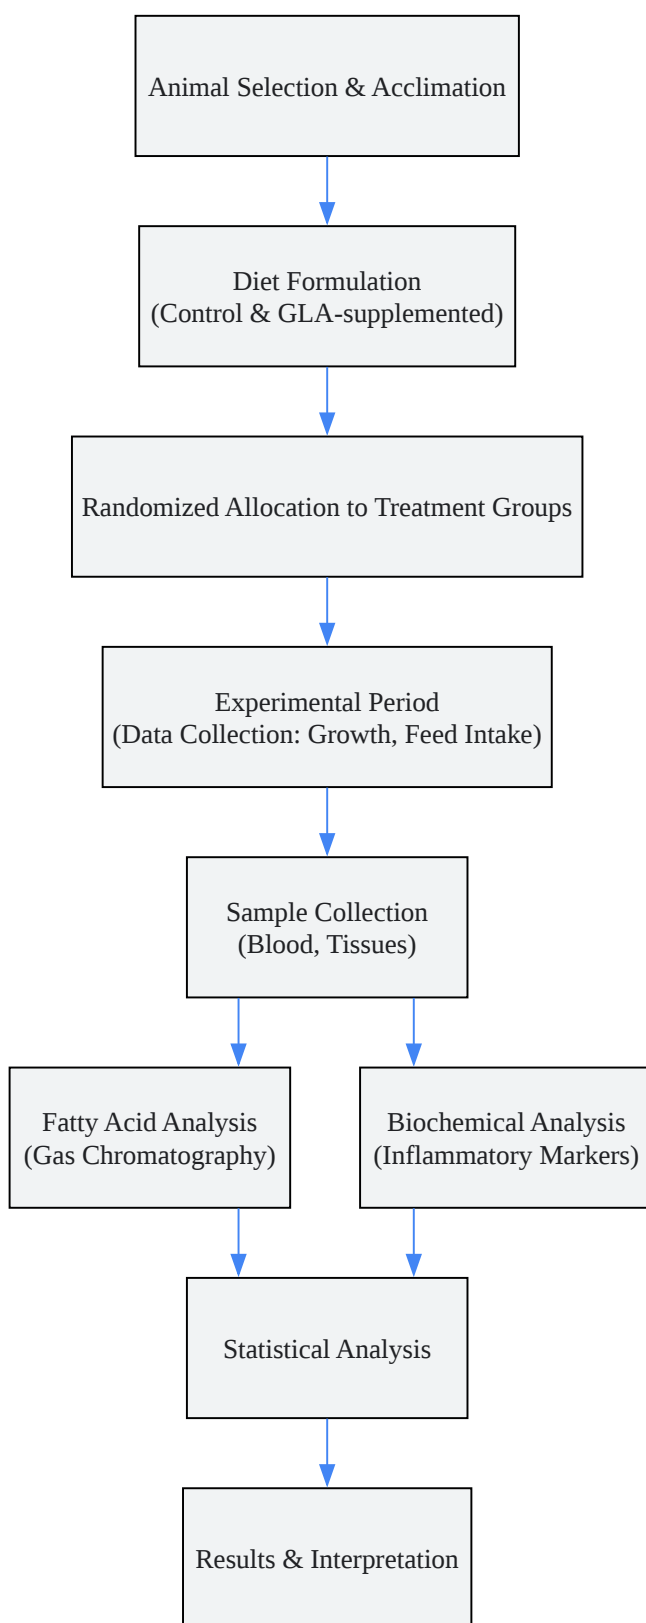 Animal Selection & Acclimation
Diet Formulation
(Control & GLA-supplemented)
Randomized Allocation to Treatment Groups
Experimental Period
(Data Collection: Growth, Feed Intake)
Sample Collection
(Blood, Tissues)
Fatty Acid Analysis
(Gas Chromatography)
Biochemical Analysis
(Inflammatory Markers)
Statistical Analysis
Results & Interpretation